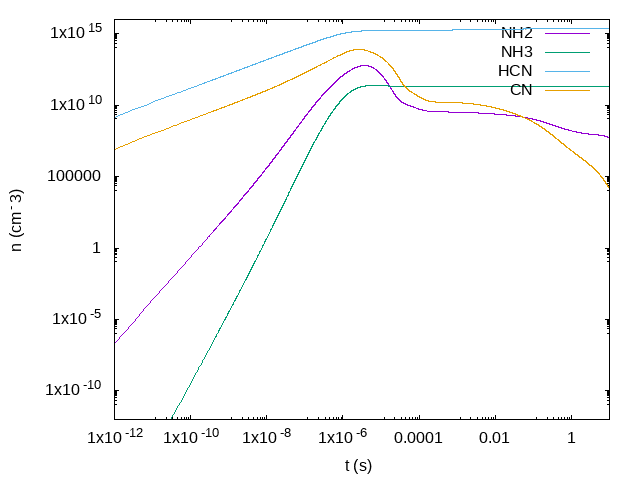 1x10^15
1x10^10
100000
1
1x10^-5
1x10^-10
n (cm^-3)
NH2
NH3
HCN
CN
1x10^-12 1x10^-10 1x10^-8 1x10^-6 0.0001 0.01 1
t (s)